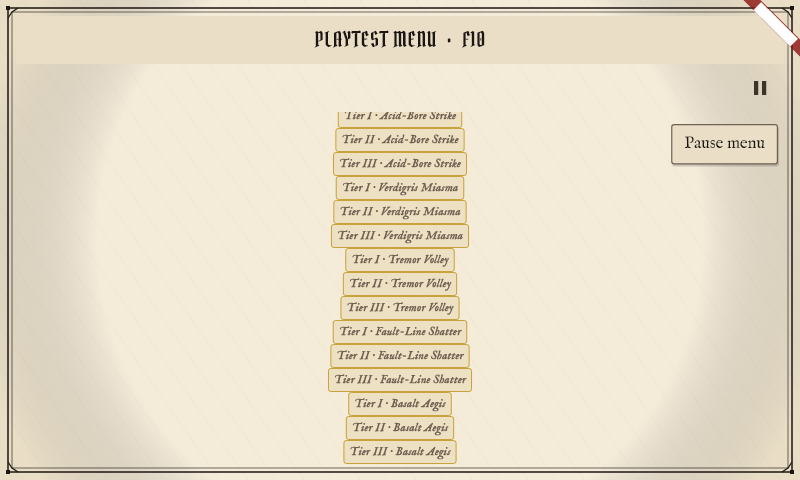 PLAYTEST MENU · F10
Pause menu
Tier I · Acid-Bore Strike
Tier II · Acid-Bore Strike
Tier III · Acid-Bore Strike
Tier I · Verdigris Miasma
Tier II · Verdigris Miasma
Tier III · Verdigris Miasma
Tier I · Tremor Volley
Tier II · Tremor Volley
Tier III · Tremor Volley
Tier I · Fault-Line Shatter
Tier II · Fault-Line Shatter
Tier III · Fault-Line Shatter
Tier I · Basalt Aegis
Tier II · Basalt Aegis
Tier III · Basalt Aegis